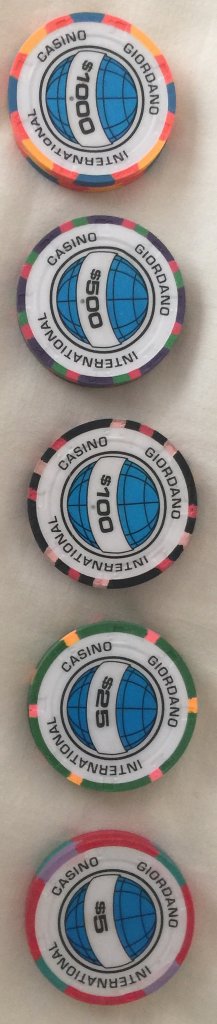 CASINO GIORDANO
$1000
INTERNATIONAL
CASINO GIORDANO
$500
INTERNATIONAL
CASINO GIORDANO
$100
INTERNATIONAL
CASINO GIORDANO
$25
INTERNATIONAL
CASINO GIORDANO
$5
INTERNATIONAL